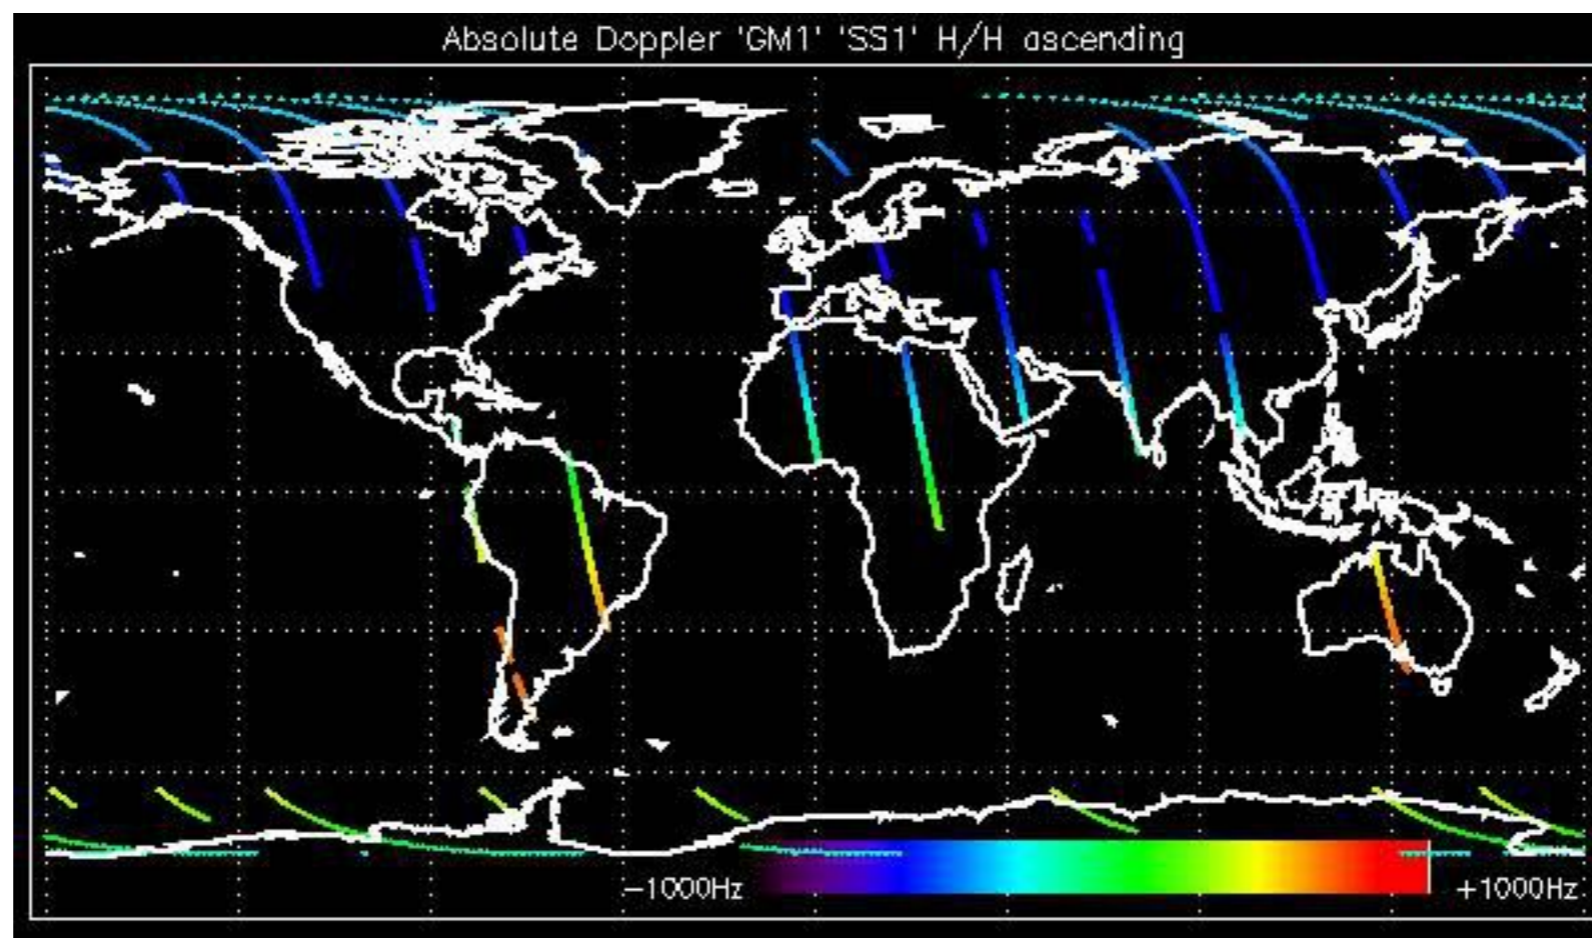 Absolute Doppler 'GM1' 'SS1' H/H ascending
−1000Hz
+1000Hz